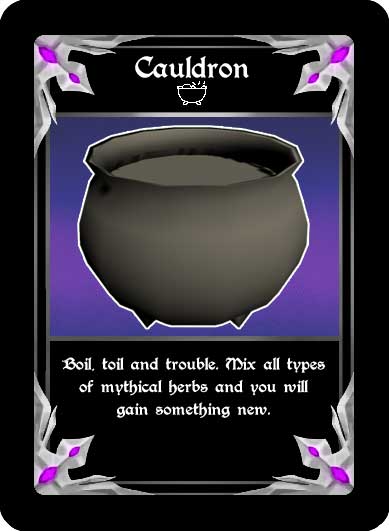 Cauldron
Boil, toil and trouble. Mix all types
of mythical herbs and you will
gain something new.